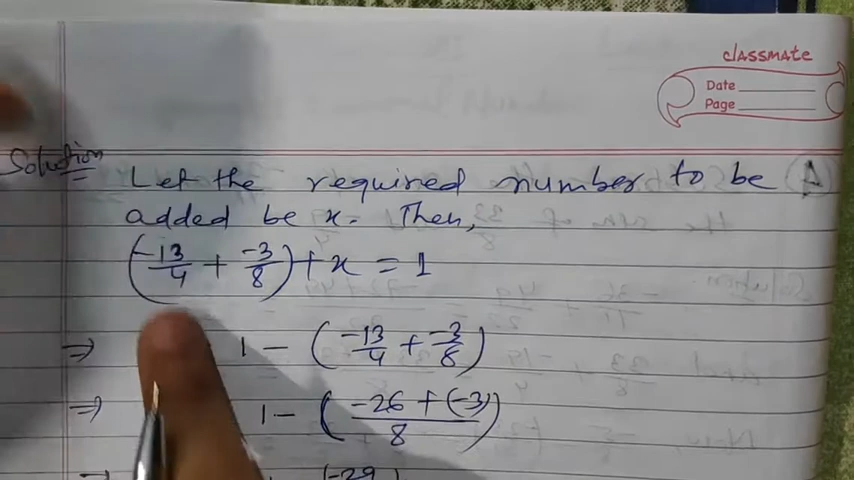 classmate
Date
Page
Solution Let the required number to be
added be x. Then,
(-13/4 + -3/8) + x = 1
⇒ 1 - (-13/4 + -3/8)
⇒ 1 - (-26 + (-3)/8)
⇒ (-29